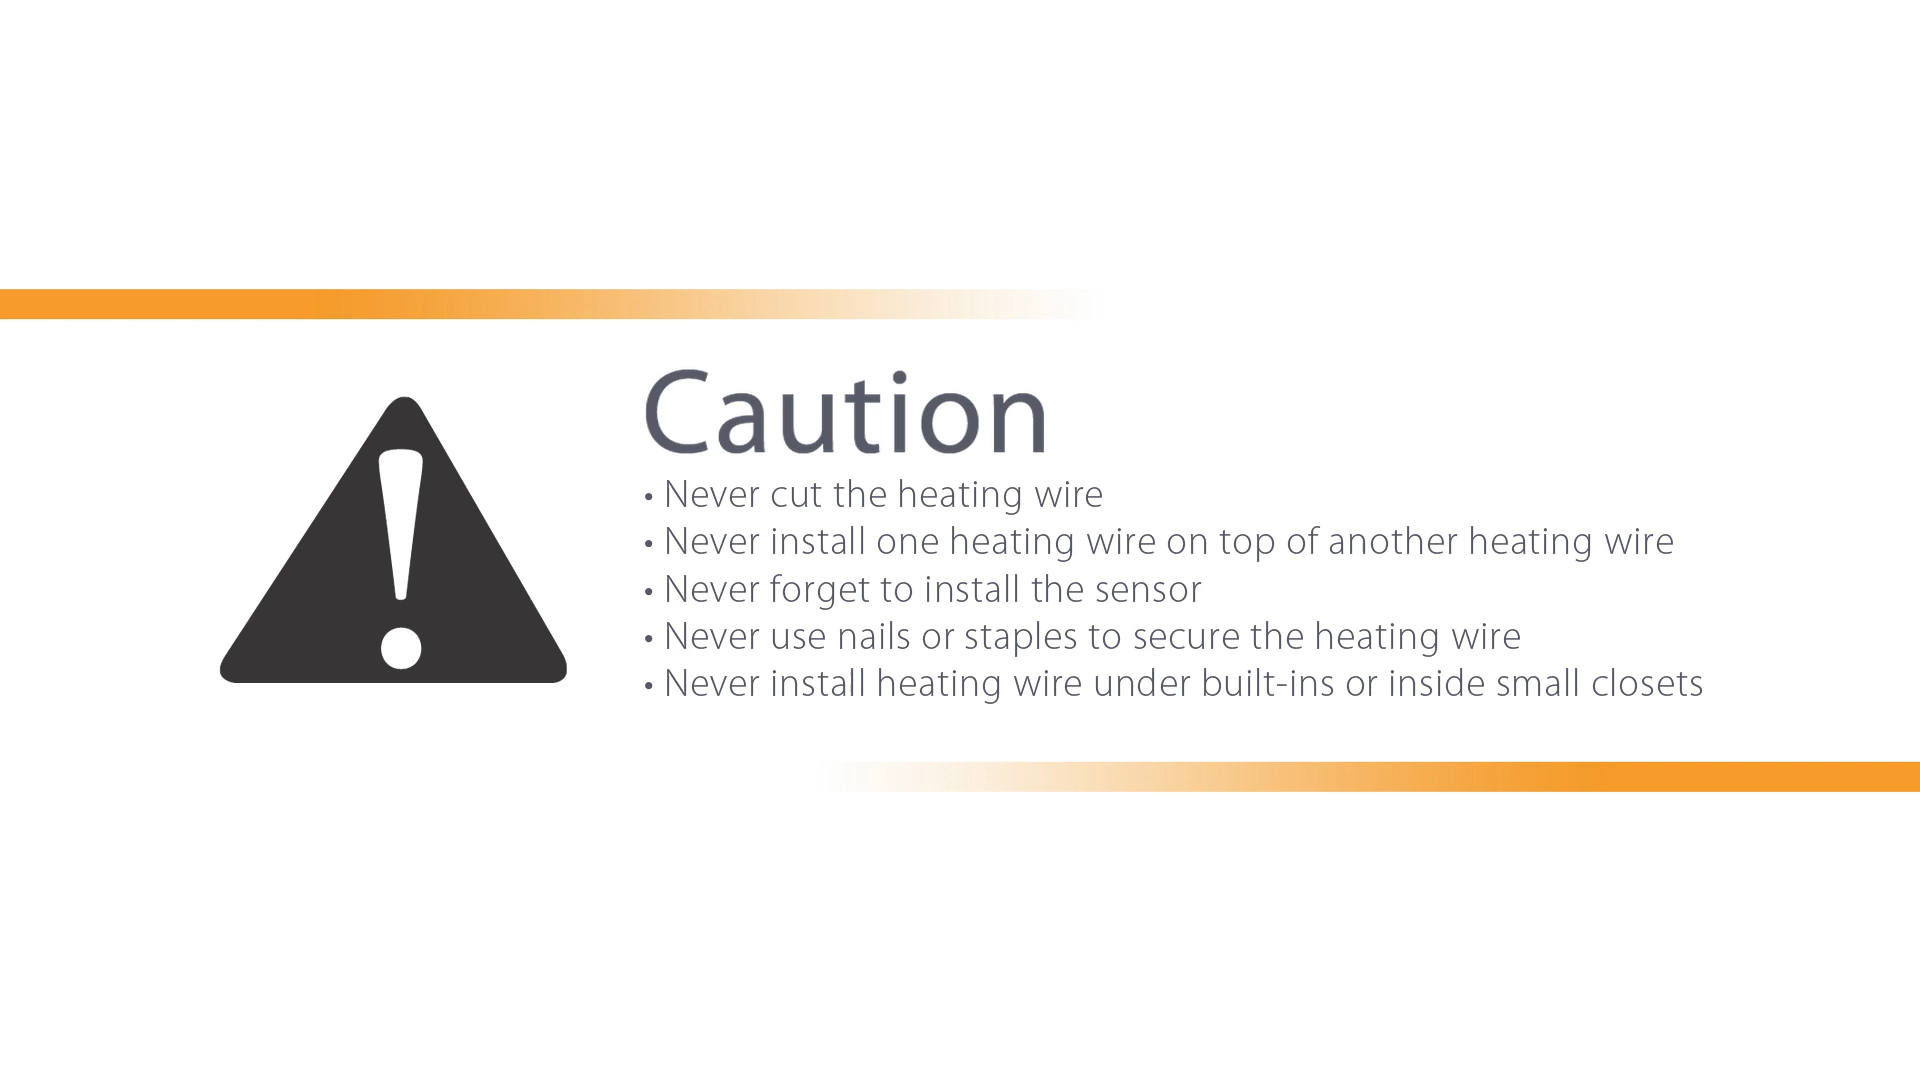 Caution
• Never cut the heating wire
• Never install one heating wire on top of another heating wire
• Never forget to install the sensor
• Never use nails or staples to secure the heating wire
• Never install heating wire under built-ins or inside small closets